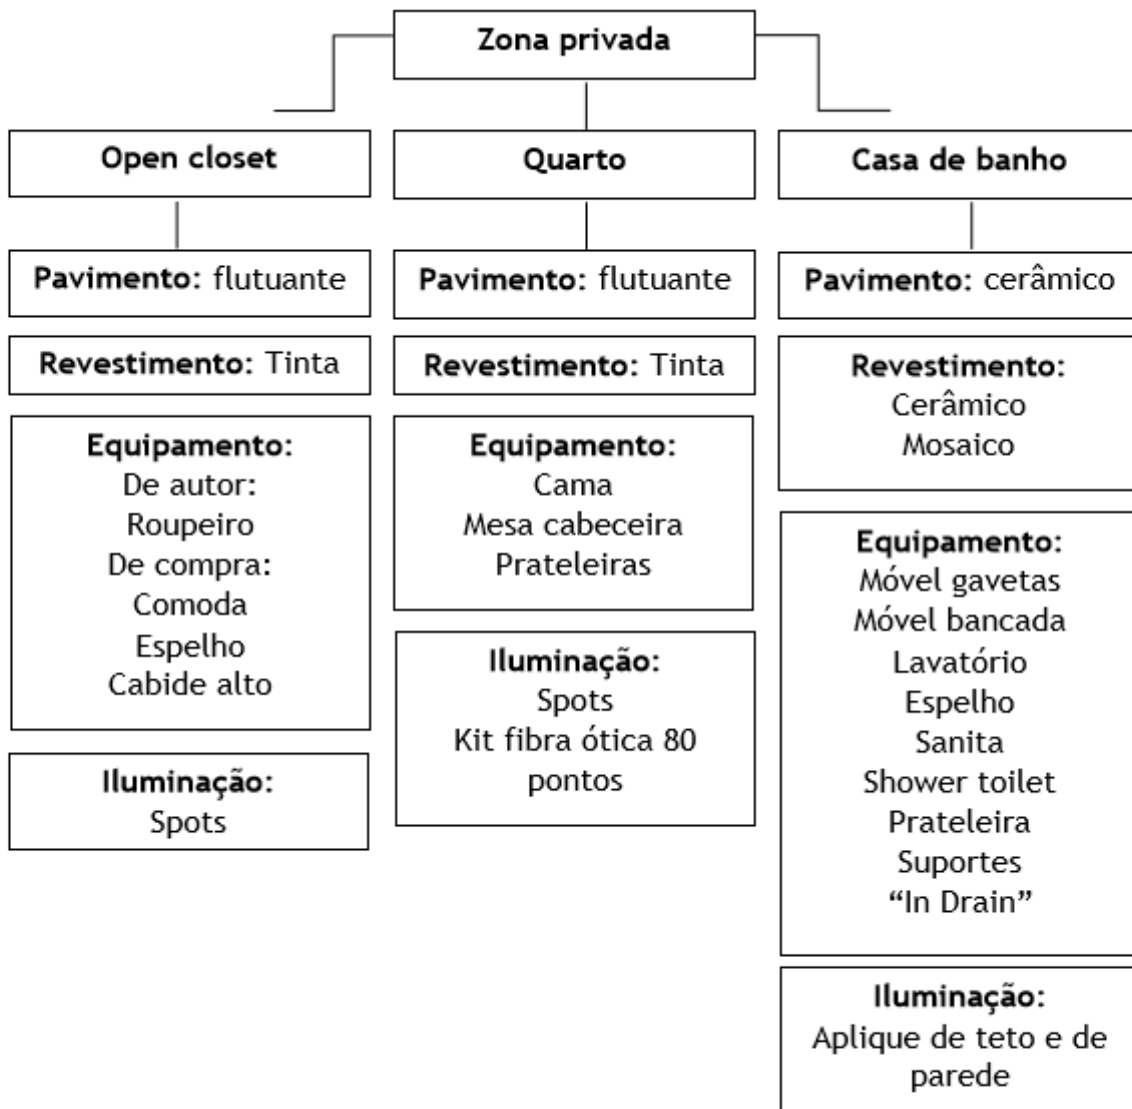 Zona privada
Open closet
Pavimento: flutuante
Revestimento: Tinta
Equipamento:
De autor:
Roupeiro
De compra:
Comoda
Espelho
Cabide alto
Iluminação:
Spots
Quarto
Pavimento: flutuante
Revestimento: Tinta
Equipamento:
Cama
Mesa cabeceira
Prateleiras
Iluminação:
Spots
Kit fibra ótica 80
pontos
Casa de banho
Pavimento: cerâmico
Revestimento:
Cerâmico
Mosaico
Equipamento:
Móvel gavetas
Móvel bancada
Lavatório
Espelho
Sanita
Shower toilet
Prateleira
Suportes
“In Drain”
Iluminação:
Aplique de teto e de
parede